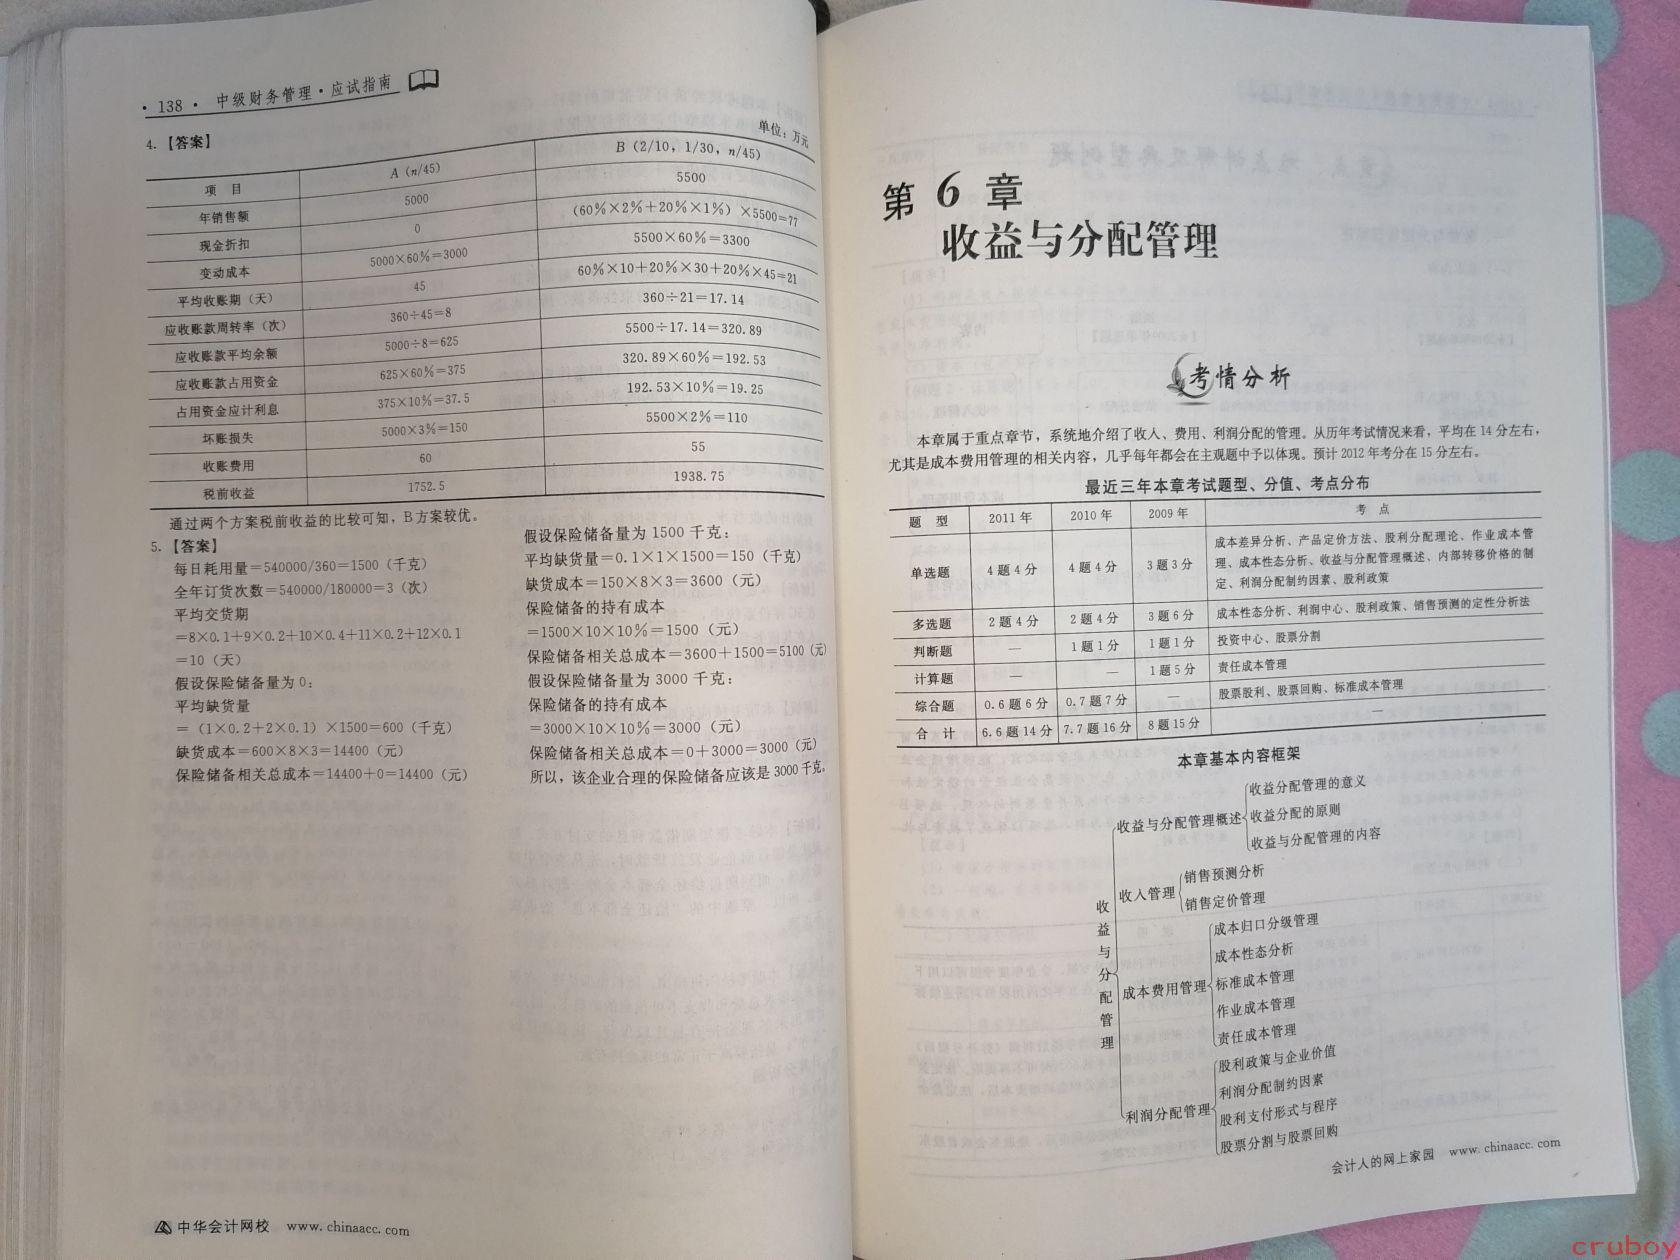 · 138 · 中级财务管理·应试指南
4.【答案】
单位：万元
项 目 A（n/45） B（2/10，1/30，n/45）
年销售额 5000 5500
现金折扣 0 （60％×2％＋20％×1％）×5500=77
变动成本 5000×60％=3000 5500×60％=3300
平均收账期（天） 45 60％×10＋20％×30＋20％×45=21
应收账款周转率（次） 360÷45=8 360÷21=17.14
应收账款平均余额 5000÷8=625 5500÷17.14=320.89
应收账款占用资金 625×60％=375 320.89×60％=192.53
占用资金应计利息 375×10％=37.5 192.53×10％=19.25
坏账损失 5000×3％=150 5500×2％=110
收账费用 60 55
税前收益 1752.5 1938.75
通过两个方案税前收益的比较可知，B方案较优。
5.【答案】
每日耗用量=540000/360=1500（千克）
全年订货次数=540000/180000=3（次）
平均交货期
=8×0.1＋9×0.2＋10×0.4＋11×0.2＋12×0.1
=10（天）
假设保险储备量为0：
平均缺货量
=（1×0.2＋2×0.1）×1500=600（千克）
缺货成本=600×8×3=14400（元）
保险储备相关总成本=14400＋0=14400（元）
假设保险储备量为1500千克：
平均缺货量=0.1×1×1500=150（千克）
缺货成本=150×8×3=3600（元）
保险储备的持有成本
=1500×10×10％=1500（元）
保险储备相关总成本=3600＋1500=5100（元）
假设保险储备量为3000千克：
保险储备的持有成本
=3000×10×10％=3000（元）
保险储备相关总成本=0＋3000=3000（元）
所以，该企业合理的保险储备应该是3000千克。
中华会计网校 www.chinaacc.com
第6章
收益与分配管理
考情分析
本章属于重点章节，系统地介绍了收入、费用、利润分配的管理。从历年考试情况来看，平均在14分左右，
尤其是成本费用管理的相关内容，几乎每年都会在主观题中予以体现。预计2012年考分在15分左右。
最近三年本章考试题型、分值、考点分布
题 型 2011年 2010年 2009年 考 点
单选题 4题4分 4题4分 3题3分 成本差异分析、产品定价方法、股利分配理论、作业成本管
理、成本性态分析、收益与分配管理概述、内部转移价格的制
定、利润分配制约因素、股利政策
多选题 2题4分 2题4分 3题6分 成本性态分析、利润中心、股利政策、销售预测的定性分析法
判断题 — 1题1分 1题1分 投资中心、股票分割
计算题 — — 1题5分 责任成本管理
综合题 0.6题6分 0.7题7分 — 股票股利、股票回购、标准成本管理
合 计 6.6题14分 7.7题16分 8题15分 —
本章基本内容框架
收益与分配管理
收益与分配管理概述
收益分配管理的意义
收益分配的原则
收益与分配管理的内容
收入管理
销售预测分析
销售定价管理
成本费用管理
成本归口分级管理
成本性态分析
标准成本管理
作业成本管理
责任成本管理
利润分配管理
股利政策与企业价值
利润分配制约因素
股利支付形式与程序
股票分割与股票回购
会计人的网上家园 www.chinaacc.com
cruboy